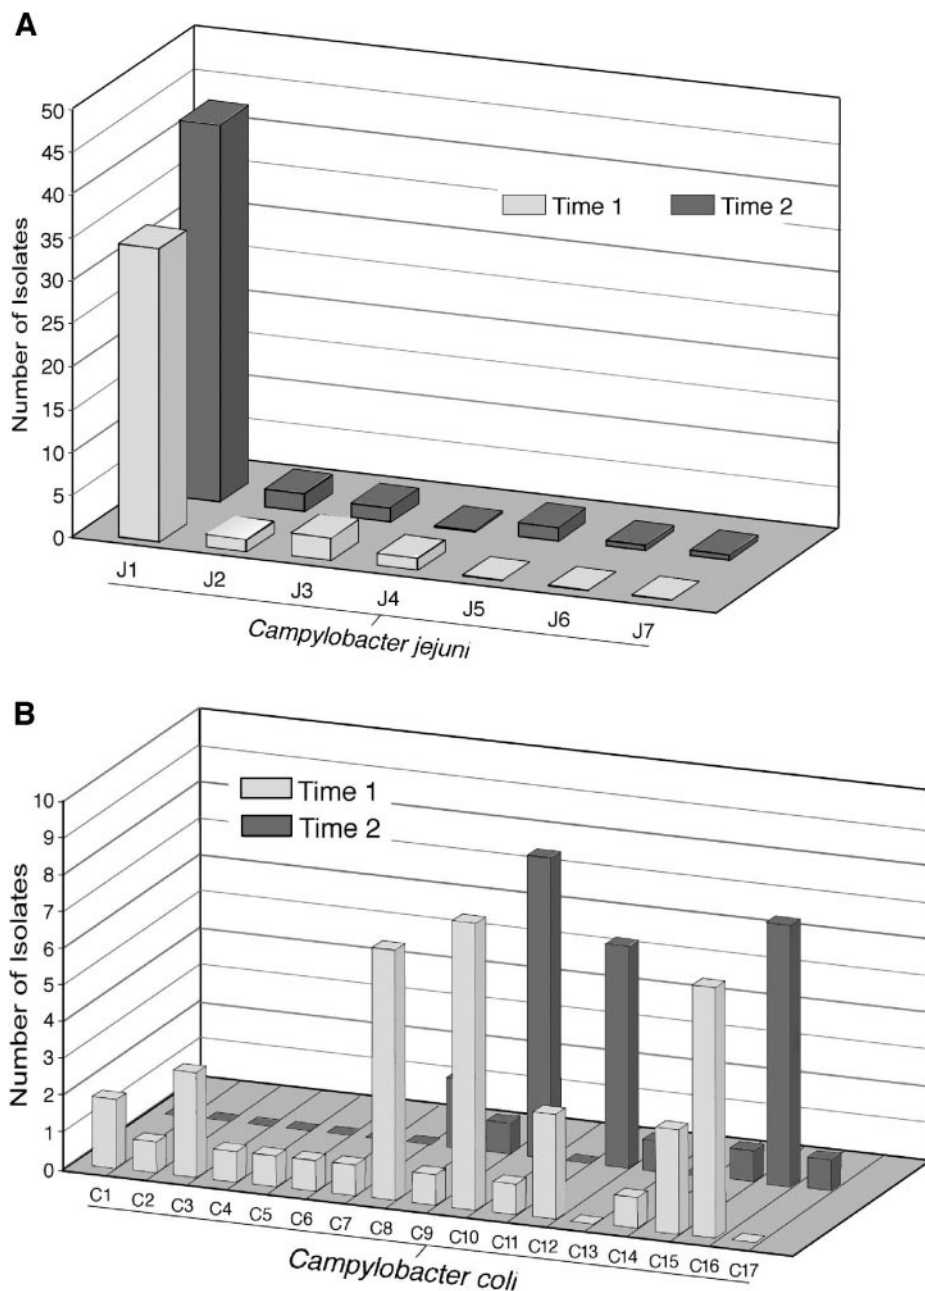 A
50
45
40
35
30
25
20
15
10
5
0
Number of Isolates
Time 1 Time 2
J1 J2 J3 J4 J5 J6 J7
Campylobacter jejuni
B
10
9
8
7
6
5
4
3
2
1
0
Number of Isolates
Time 1
Time 2
C1 C2 C3 C4 C5 C6 C7 C8 C9 C10 C11 C12 C13 C14 C15 C16 C17
Campylobacter coli